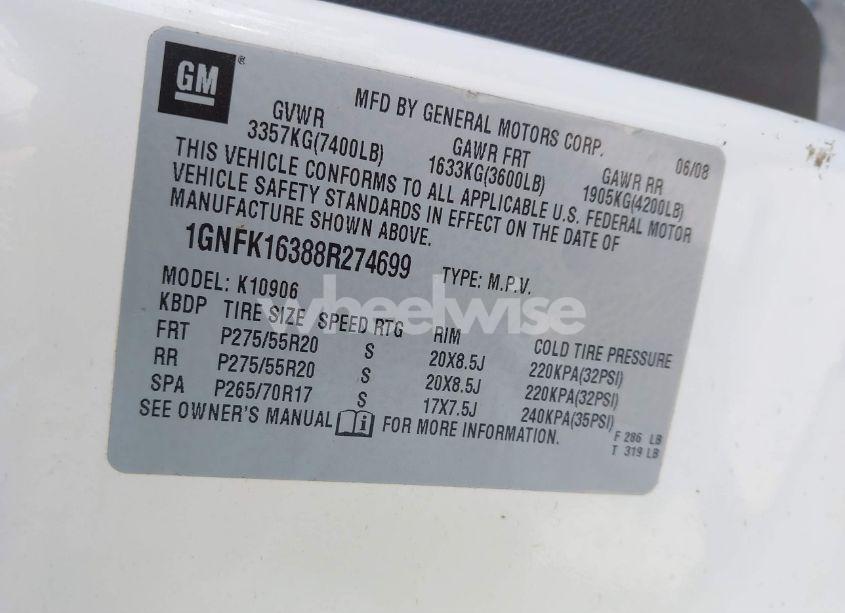 GM ®
MFD BY GENERAL MOTORS CORP. 06/08
GVWR GAWR FRT GAWR RR
3357KG(7400LB) 1633KG(3600LB) 1905KG(4200LB)
THIS VEHICLE CONFORMS TO ALL APPLICABLE U.S. FEDERAL MOTOR
VEHICLE SAFETY STANDARDS IN EFFECT ON THE DATE OF
MANUFACTURE SHOWN ABOVE.
1GNFK16388R274699 TYPE: M.P.V.
MODEL: K10906
KBDP TIRE SIZE SPEED RTG RIM COLD TIRE PRESSURE
FRT P275/55R20 S 20X8.5J 220KPA(32PSI)
RR P275/55R20 S 20X8.5J 220KPA(32PSI)
SPA P265/70R17 S 17X7.5J 240KPA(35PSI)
SEE OWNER'S MANUAL i FOR MORE INFORMATION.
F 286 LB
T 319 LB
wheelwise